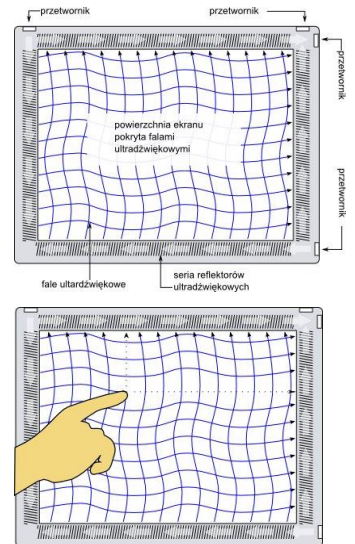 przetwornik
przetwornik
przetwornik
powierzchnia ekranu
pokryta falami
ultradźwiękowymi
przetwornik
fale ultardźwiękowe
seria reflektorów
ultradźwiękowych